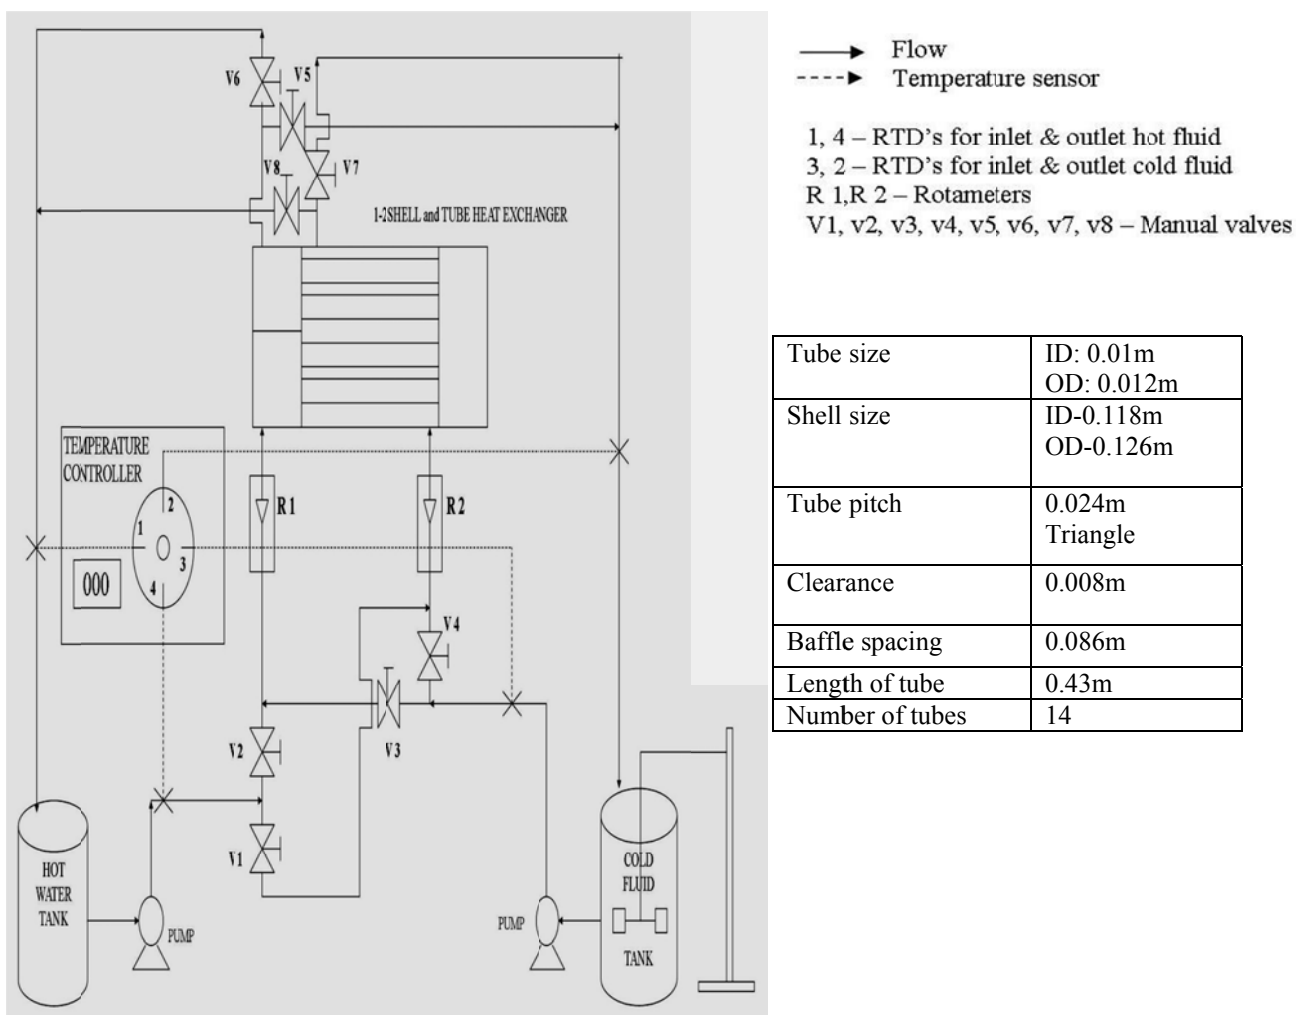 V6
V5
V8
V7
1-2SHELL and TUBE HEAT EXCHANGER
TEMPERATURE
CONTROLLER
2
1
3
4
000
R1
R2
V4
V3
V2
V1
HOT
WATER
TANK
PUMP
PUMP
COLD
FLUID
TANK
Flow
Temperature sensor
1, 4 – RTD's for inlet & outlet hot fluid
3, 2 – RTD's for inlet & outlet cold fluid
R 1,R 2 – Rotameters
V1, v2, v3, v4, v5, v6, v7, v8 – Manual valves
Tube size ID: 0.01m
OD: 0.012m
Shell size ID-0.118m
OD-0.126m
Tube pitch 0.024m
Triangle
Clearance 0.008m
Baffle spacing 0.086m
Length of tube 0.43m
Number of tubes 14